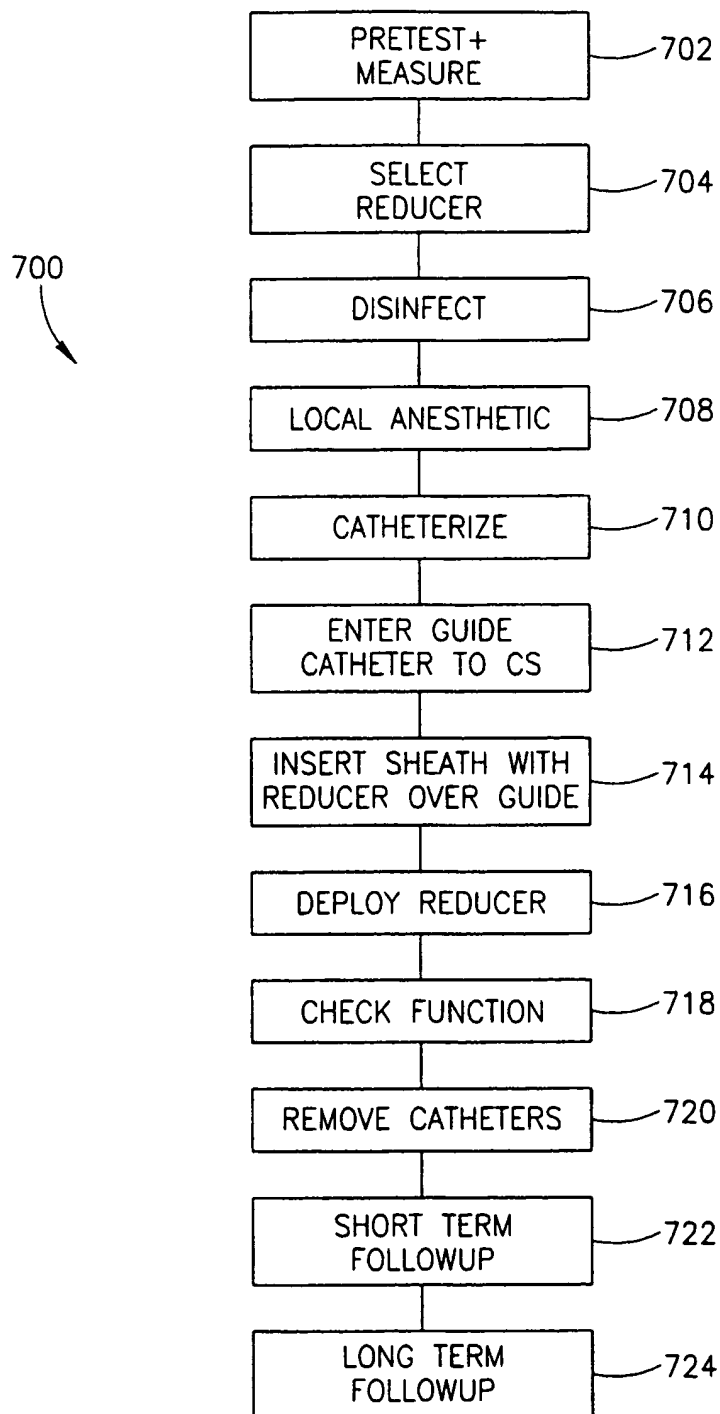 PRETEST+
MEASURE
702
SELECT
REDUCER
704
700
DISINFECT
706
LOCAL ANESTHETIC
708
CATHETERIZE
710
ENTER GUIDE
CATHETER TO CS
712
INSERT SHEATH WITH
REDUCER OVER GUIDE
714
DEPLOY REDUCER
716
CHECK FUNCTION
718
REMOVE CATHETERS
720
SHORT TERM
FOLLOWUP
722
LONG TERM
FOLLOWUP
724